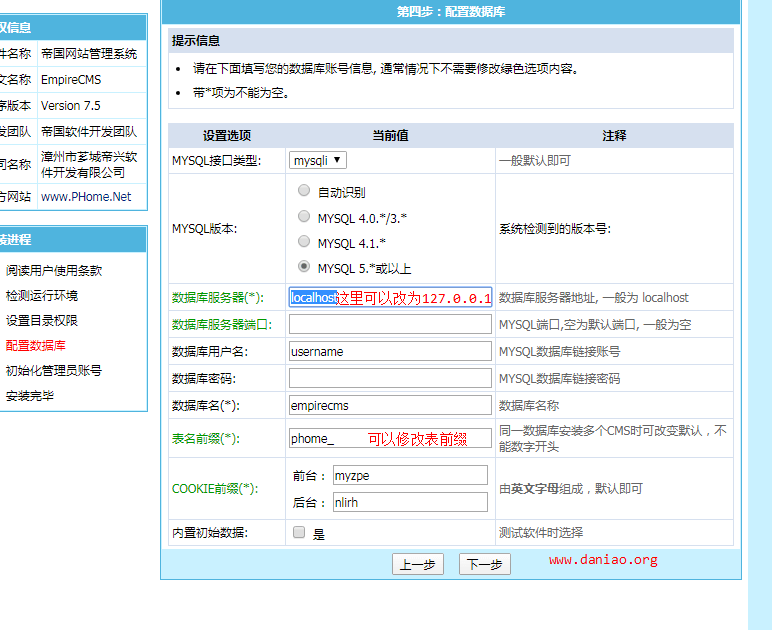 权信息
件名称 帝国网站管理系统
文名称 EmpireCMS
序版本 Version 7.5
发团队 帝国软件开发团队
司名称 漳州市芗城帝兴软
件开发有限公司
方网站 www.PHome.Net
装进程
阅读用户使用条款
检测运行环境
设置目录权限
配置数据库
初始化管理员账号
安装完毕
第四步：配置数据库
提示信息
请在下面填写您的数据库账号信息, 通常情况下不需要修改绿色选项内容。
带*项为不能为空。
设置选项 当前值 注释
MYSQL接口类型: mysqli 一般默认即可
MYSQL版本:
自动识别
MYSQL 4.0.*/3.*
MYSQL 4.1.*
MYSQL 5.*或以上
系统检测到的版本号:
数据库服务器(*): localhost这里可以改为127.0.0.1 数据库服务器地址, 一般为 localhost
数据库服务器端口: MYSQL端口,空为默认端口, 一般为空
数据库用户名: username MYSQL数据库链接账号
数据库密码: MYSQL数据库链接密码
数据库名(*): empirecms 数据库名称
表名前缀(*): phome_ 可以修改表前缀 同一数据库安装多个CMS时可改变默认，不
能数字开头
COOKIE前缀(*):
前台： myzpe
后台： nlirh
由英文字母组成，默认即可
内置初始数据: 是 测试软件时选择
上一步 下一步 www.daniao.org